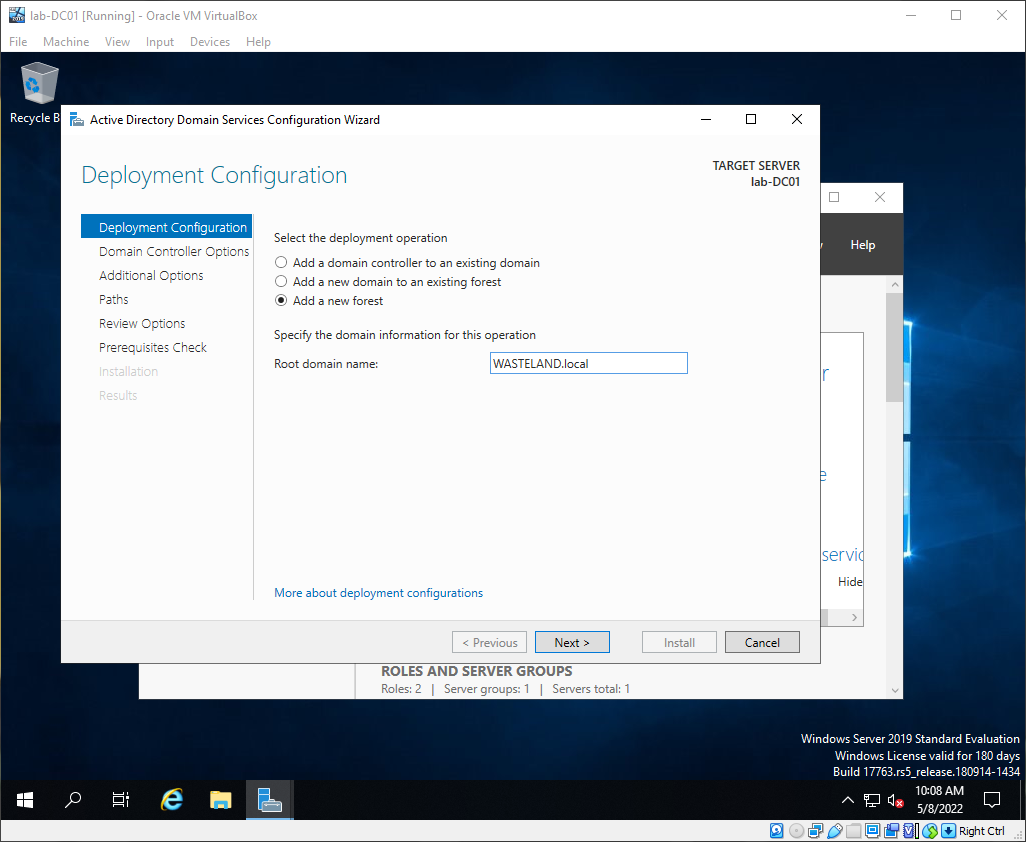 lab-DC01 [Running] - Oracle VM VirtualBox
File Machine View Input Devices Help
Recycle B
Active Directory Domain Services Configuration Wizard
Deployment Configuration
TARGET SERVER
lab-DC01
Deployment Configuration
Domain Controller Options
Additional Options
Paths
Review Options
Prerequisites Check
Installation
Results
Select the deployment operation
Add a domain controller to an existing domain
Add a new domain to an existing forest
Add a new forest
Specify the domain information for this operation
Root domain name: WASTELAND.local
More about deployment configurations
< Previous Next > Install Cancel
Help
r
e
servic
Hide
ROLES AND SERVER GROUPS
Roles: 2 | Server groups: 1 | Servers total: 1
Windows Server 2019 Standard Evaluation
Windows License valid for 180 days
Build 17763.rs5_release.180914-1434
10:08 AM
5/8/2022
Right Ctrl